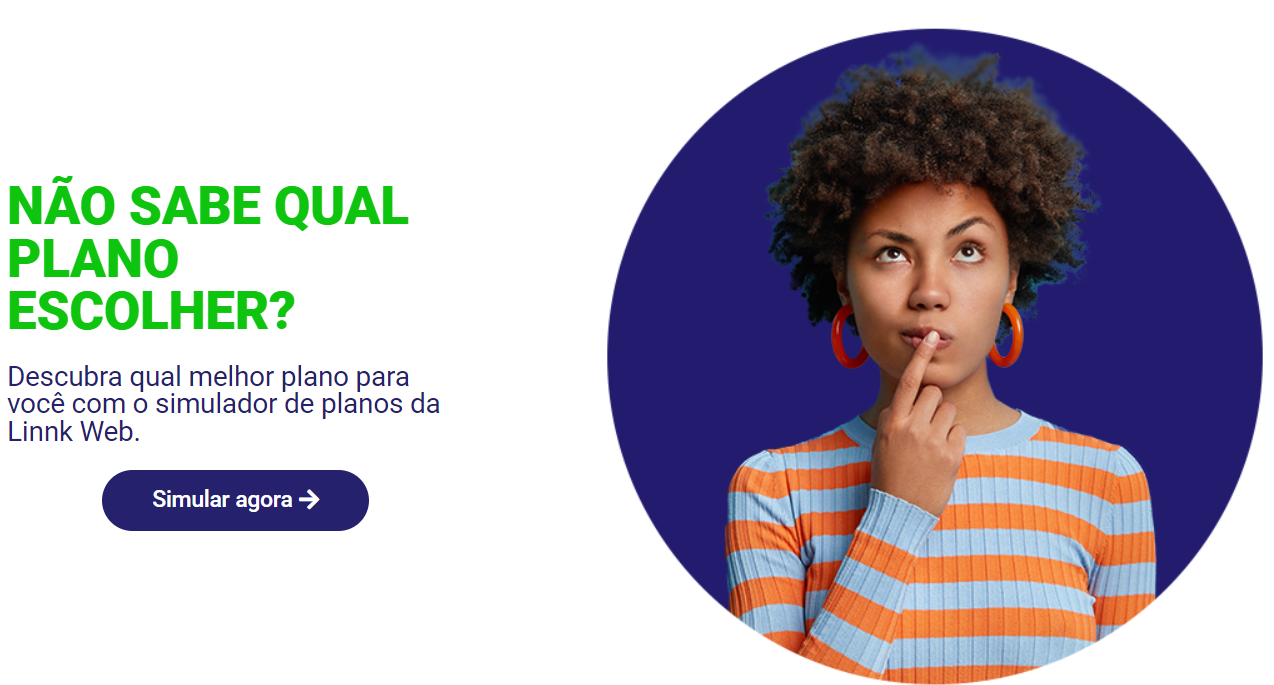 NÃO SABE QUAL
PLANO
ESCOLHER?
Descubra qual melhor plano para
você com o simulador de planos da
Linnk Web.
Simular agora